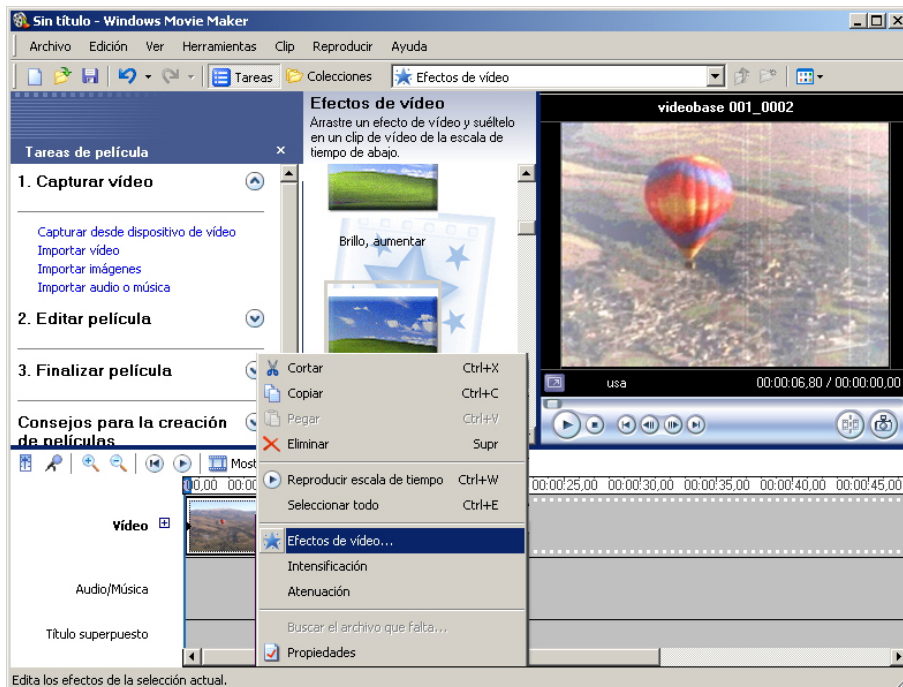 Sin título - Windows Movie Maker
Archivo Edición Ver Herramientas Clip Reproducir Ayuda
Tareas Colecciones Efectos de vídeo
Tareas de película
1. Capturar vídeo
Capturar desde dispositivo de vídeo
Importar vídeo
Importar imágenes
Importar audio o música
2. Editar película
3. Finalizar película
Consejos para la creación
de películas
Efectos de vídeo
Arrastre un efecto de vídeo y suéltelo
en un clip de vídeo de la escala de
tiempo de abajo.
Brillo, aumentar
videobase 001_0002
usa 00:00:06,80 / 00:00:00,00
Cortar Ctrl+X
Copiar Ctrl+C
Pegar Ctrl+V
Eliminar Supr
Reproducir escala de tiempo Ctrl+W
Seleccionar todo Ctrl+E
Efectos de vídeo...
Intensificación
Atenuación
Buscar el archivo que falta...
Propiedades
00:00:25,00 00:00:30,00 00:00:35,00 00:00:40,00 00:00:45,00
Vídeo
Audio/Música
Título superpuesto
Edita los efectos de la selección actual.